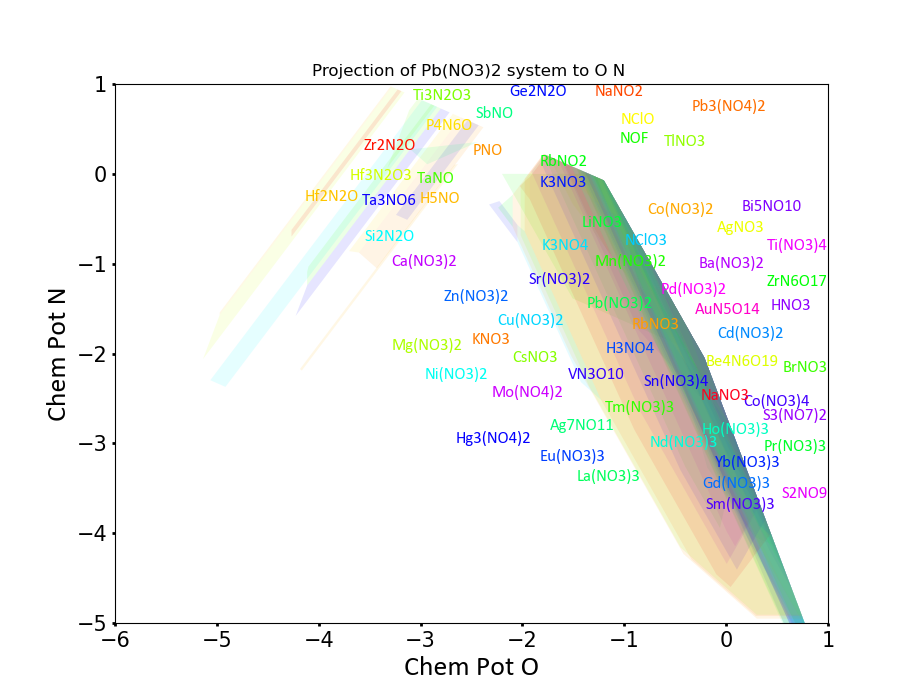 Projection of Pb(NO3)2 system to O N
1
Ge2N2O NaNO2
Ti3N2O3
Pb3(NO4)2
SbNO
NClO
P4N6O
NOF TlNO3
Zr2N2O
PNO
RbNO2
0
Hf3N2O3 TaNO
K3NO3
Hf2N2O Ta3NO6 H5NO
Bi5NO10
Co(NO3)2
LiNO3
AgNO3
Si2N2O
NClO3
K3NO4
Ti(NO3)4
Ca(NO3)2
Mn(NO3)2
Ba(NO3)2
−1
Sr(NO3)2
ZrN6O17
Pd(NO3)2
Zn(NO3)2
Pb(NO3)2
HNO3
AuN5O14
Cu(NO3)2
RbNO3
Cd(NO3)2
KNO3
Mg(NO3)2
H3NO4
−2
CsNO3
Be4N6O19
BrNO3
Ni(NO3)2
VN3O10
Sn(NO3)4
Mo(NO4)2
NaNO3
Co(NO3)4
Tm(NO3)3
S3(NO7)2
Ag7NO11
Ho(NO3)3
Hg3(NO4)2
Nd(NO3)3
Pr(NO3)3
−3
Eu(NO3)3
Yb(NO3)3
La(NO3)3
Gd(NO3)3
S2NO9
Sm(NO3)3
−4
−5
Chem Pot N
−6 −5 −4 −3 −2 −1 0 1
Chem Pot O